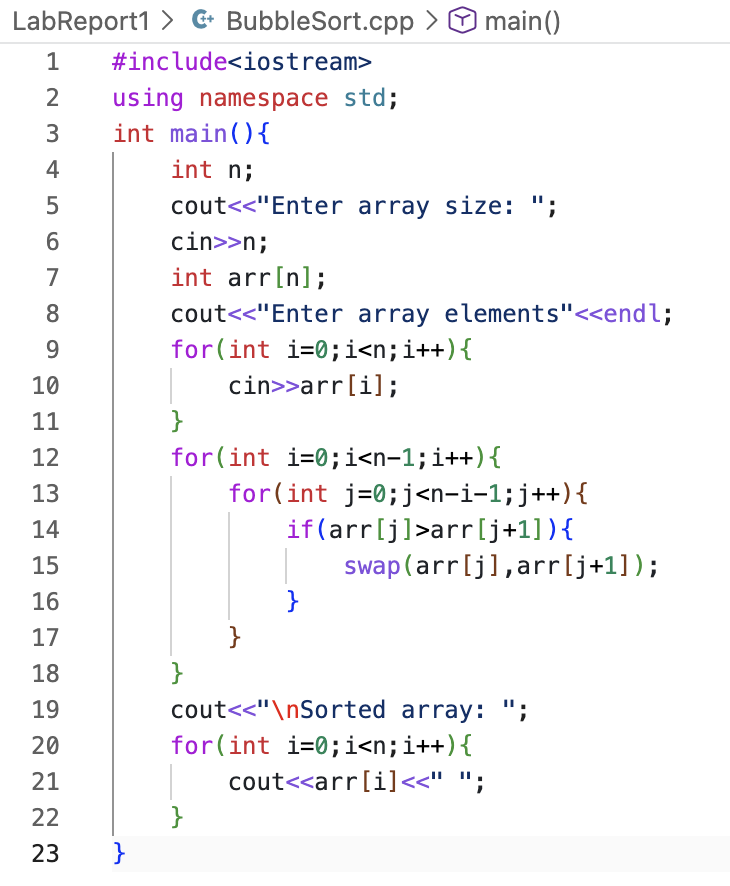 LabReport1 > BubbleSort.cpp > main()
1 #include<iostream>
2 using namespace std;
3 int main(){
4     int n;
5     cout<<"Enter array size: ";
6     cin>>n;
7     int arr[n];
8     cout<<"Enter array elements"<<endl;
9     for(int i=0;i<n;i++){
10         cin>>arr[i];
11     }
12     for(int i=0;i<n-1;i++){
13         for(int j=0;j<n-i-1;j++){
14             if(arr[j]>arr[j+1]){
15                 swap(arr[j],arr[j+1]);
16             }
17         }
18     }
19     cout<<"\nSorted array: ";
20     for(int i=0;i<n;i++){
21         cout<<arr[i]<<" ";
22     }
23 }